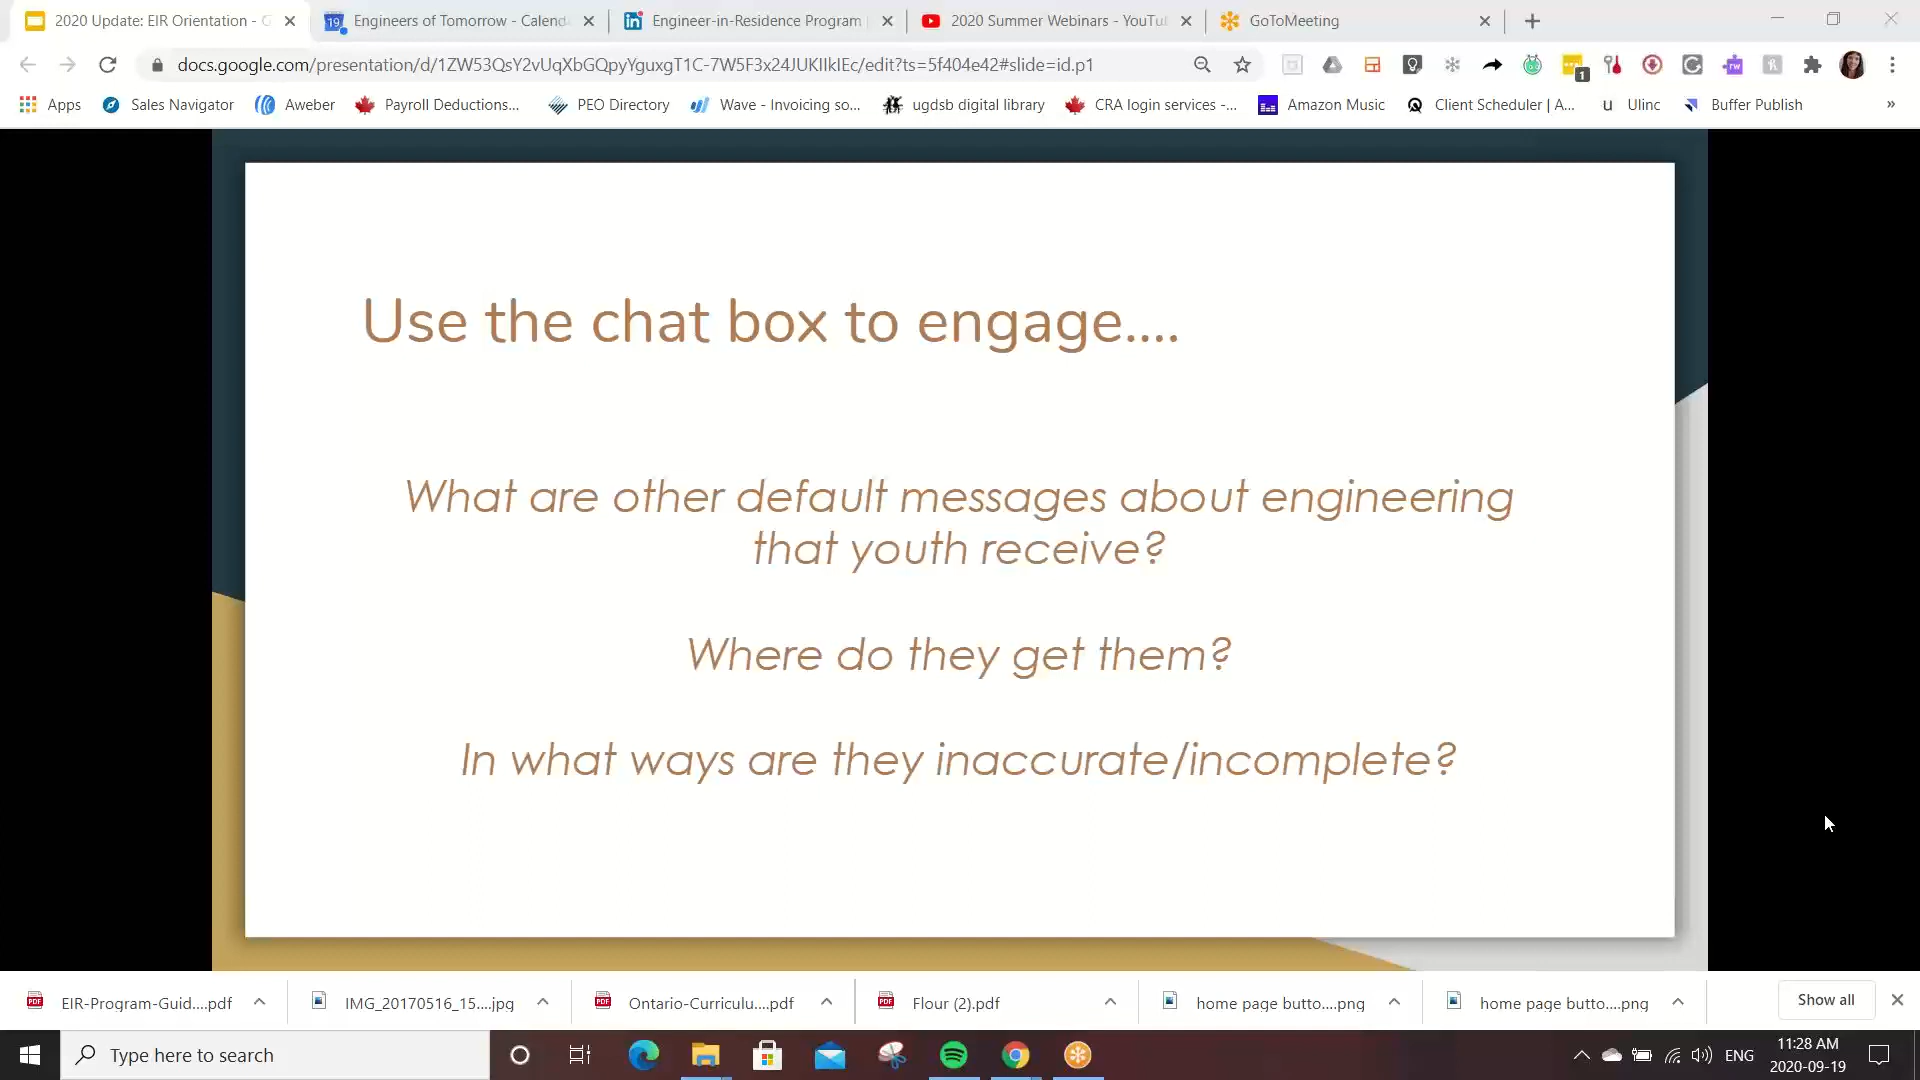 2020 Update: EIR Orientation - G
Engineers of Tomorrow - Calend
Engineer-in-Residence Program
2020 Summer Webinars - YouTu
GoToMeeting
docs.google.com/presentation/d/1ZW53QsY2vUqXbGQpyYguxgT1C-7W5F3x24JUKIlklEc/edit?ts=5f404e42#slide=id.p1
Apps
Sales Navigator
Aweber
Payroll Deductions...
PEO Directory
Wave - Invoicing so...
ugdsb digital library
CRA login services -...
Amazon Music
Client Scheduler | A...
Ulinc
Buffer Publish
»
Use the chat box to engage....
What are other default messages about engineering
that youth receive?
Where do they get them?
In what ways are they inaccurate/incomplete?
EIR-Program-Guid....pdf
IMG_20170516_15....jpg
Ontario-Curriculu....pdf
Flour (2).pdf
home page butto....png
home page butto....png
Show all
Type here to search
ENG
11:28 AM
2020-09-19